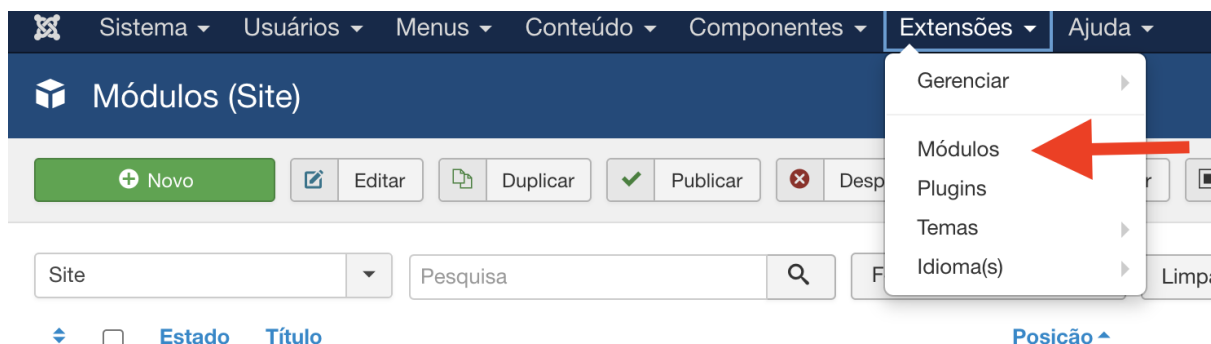 Sistema Usuários Menus Conteúdo Componentes Extensões Ajuda
Módulos (Site)
Gerenciar
Módulos
Plugins
Temas
Idioma(s)
Novo Editar Duplicar Publicar
Site Pesquisa
Estado Título Posição